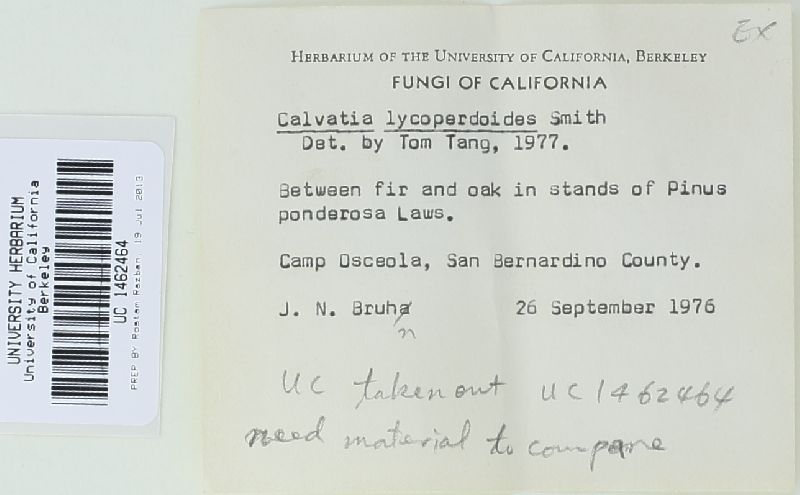 UNIVERSITY HERBARIUM
University of California
Berkeley
UC 1462464
PREP BY Rostam Razban, 19 Jul 2013
Ex
HERBARIUM OF THE UNIVERSITY OF CALIFORNIA, BERKELEY
FUNGI OF CALIFORNIA
Calvatia lycoperdoides Smith
Det. by Tom Tang, 1977.
Between fir and oak in stands of Pinus
ponderosa Laws.
Camp Osceola, San Bernardino County.
J. N. Bruha 26 September 1976
n
UC taken out UC 1462464
need material to compare